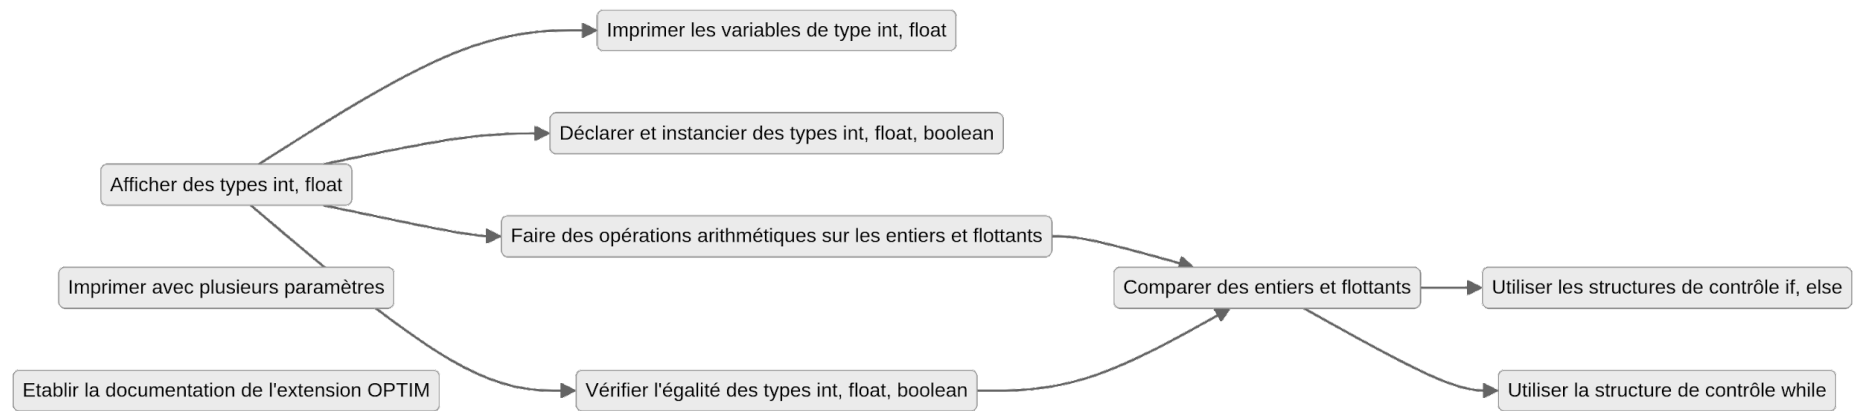 Imprimer les variables de type int, float
Déclarer et instancier des types int, float, boolean
Afficher des types int, float
Faire des opérations arithmétiques sur les entiers et flottants
Imprimer avec plusieurs paramètres
Comparer des entiers et flottants
Utiliser les structures de contrôle if, else
Etablir la documentation de l'extension OPTIM
Vérifier l'égalité des types int, float, boolean
Utiliser la structure de contrôle while